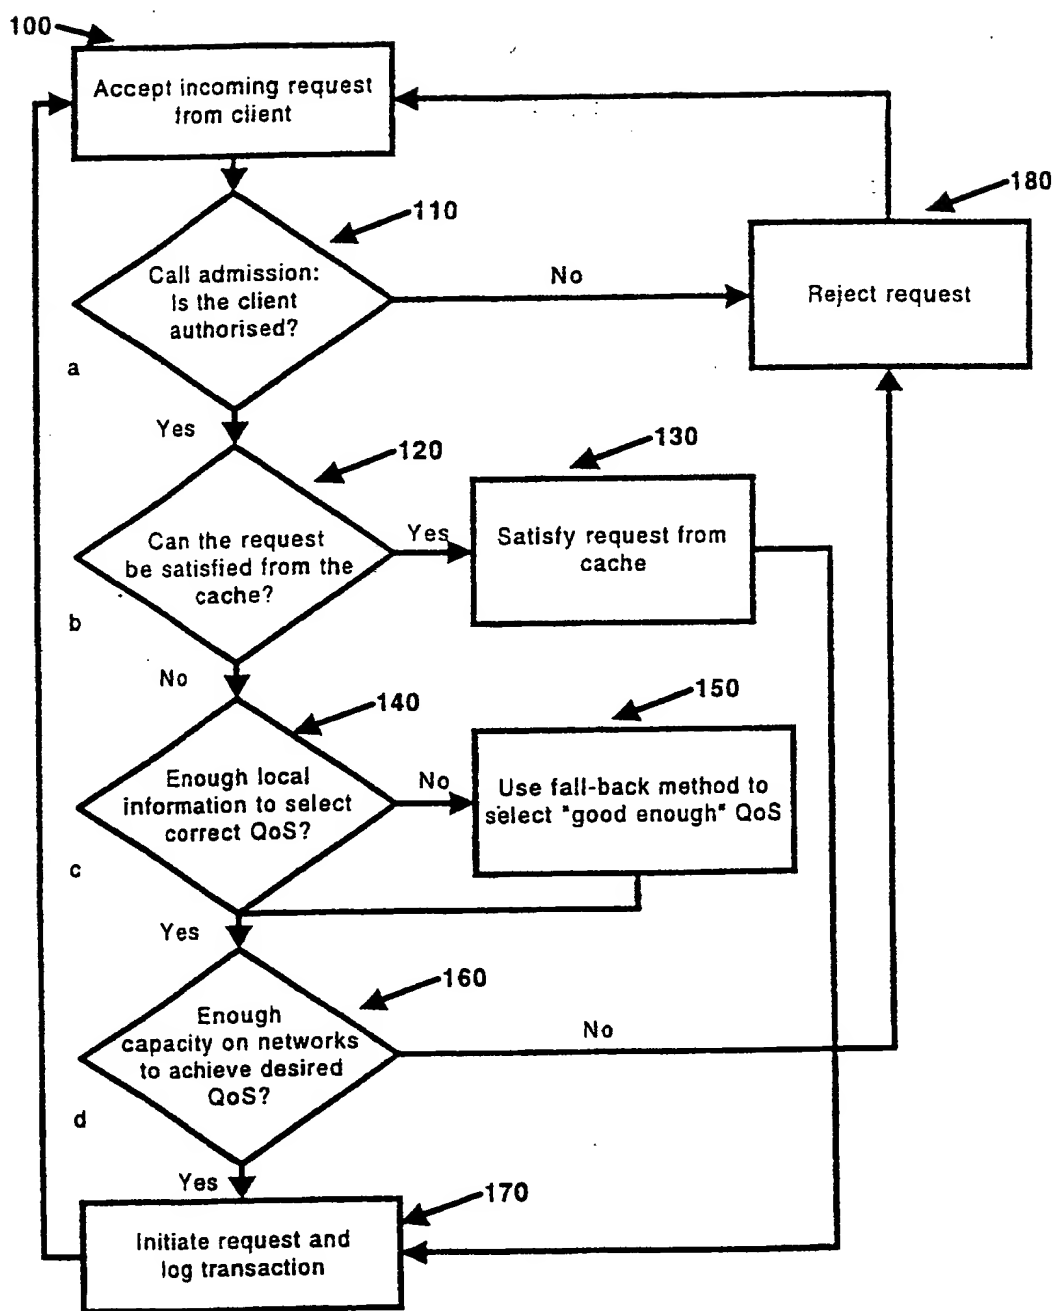 100
Accept incoming request
from client
110
180
Call admission:
Is the client
authorised?
No
Reject request
a
Yes
120
130
Can the request
be satisfied from the
cache?
Yes
Satisfy request from
cache
b
No
140
150
Enough local
information to select
correct QoS?
No
Use fall-back method to
select "good enough" QoS
c
Yes
160
Enough
capacity on networks
to achieve desired
QoS?
No
d
Yes
170
Initiate request and
log transaction